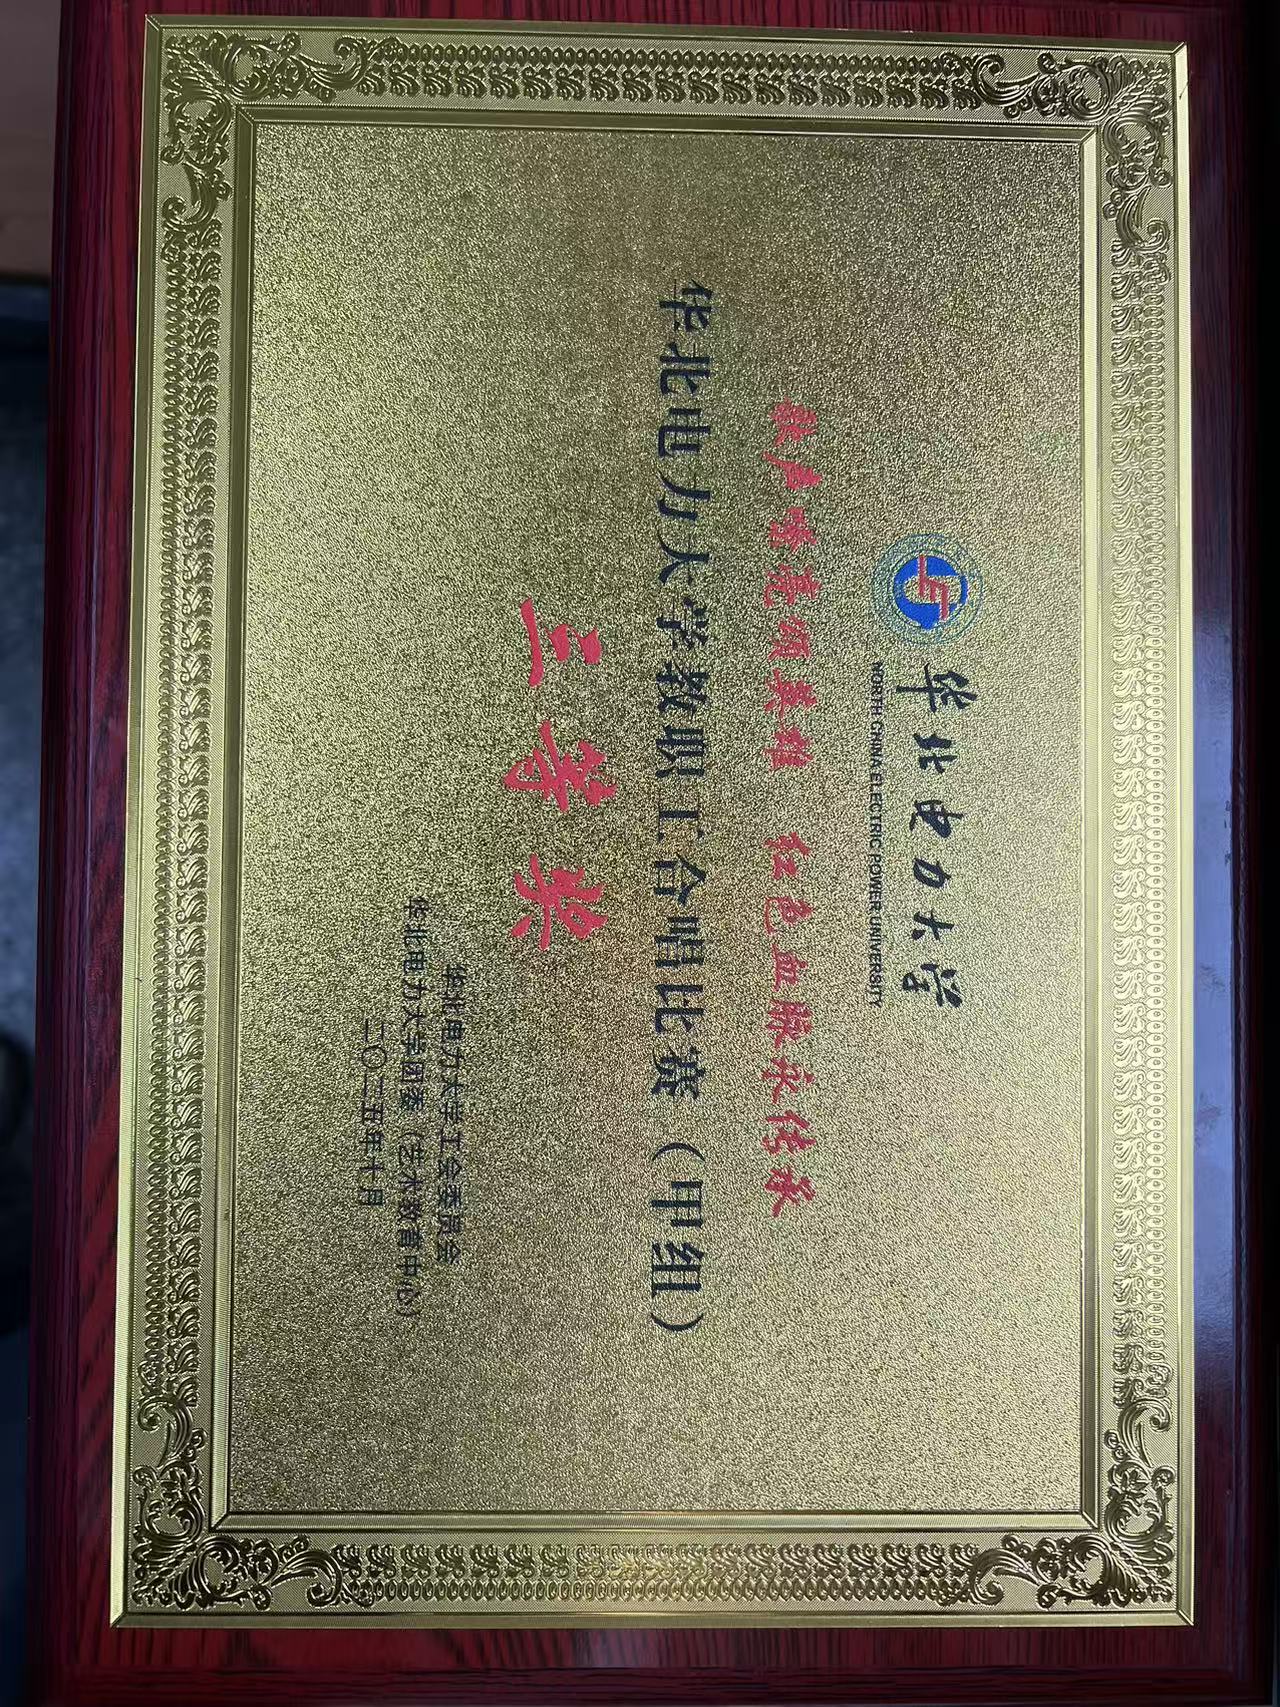 华北电力大学
NORTH CHINA ELECTRIC POWER UNIVERSITY
歌声嘹亮颂英雄 红色血脉永传承
华北电力大学教职工合唱比赛（甲组）
三等奖
华北电力大学工会委员会
华北电力大学团委（艺术教育中心）
二〇二五年十月